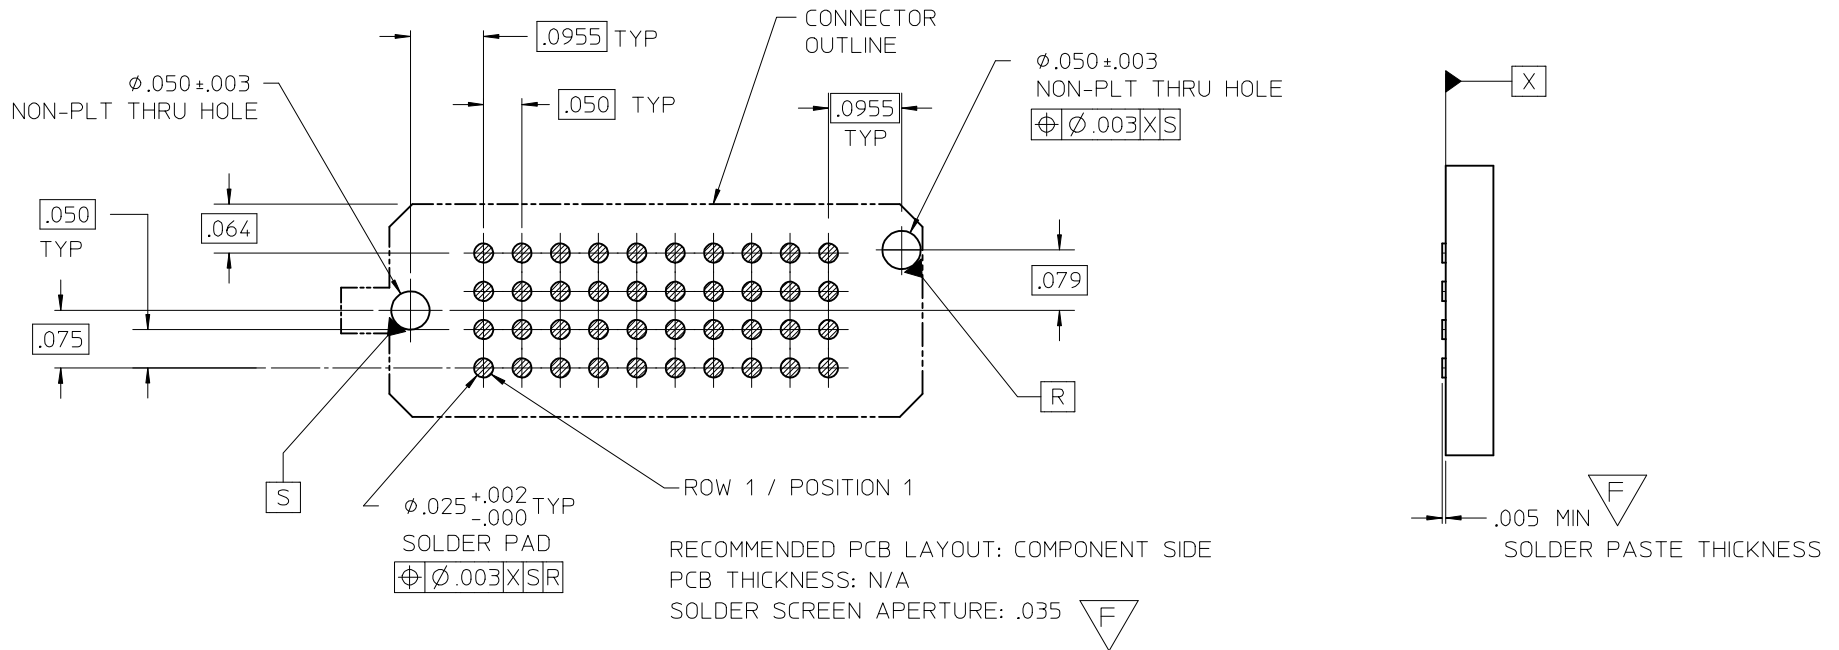 .0955 TYP
CONNECTOR
OUTLINE
⌀.050±.003
NON-PLT THRU HOLE
.050 TYP
.0955
TYP
⌀.050±.003
NON-PLT THRU HOLE
⌖ ⌀.003 X S
X
.050
TYP
.064
.075
.079
R
S
⌀.025 +.002 -.000 TYP
SOLDER PAD
⌖ ⌀.003 X S R
ROW 1 / POSITION 1
RECOMMENDED PCB LAYOUT: COMPONENT SIDE
PCB THICKNESS: N/A
SOLDER SCREEN APERTURE: .035 F
.005 MIN F
SOLDER PASTE THICKNESS